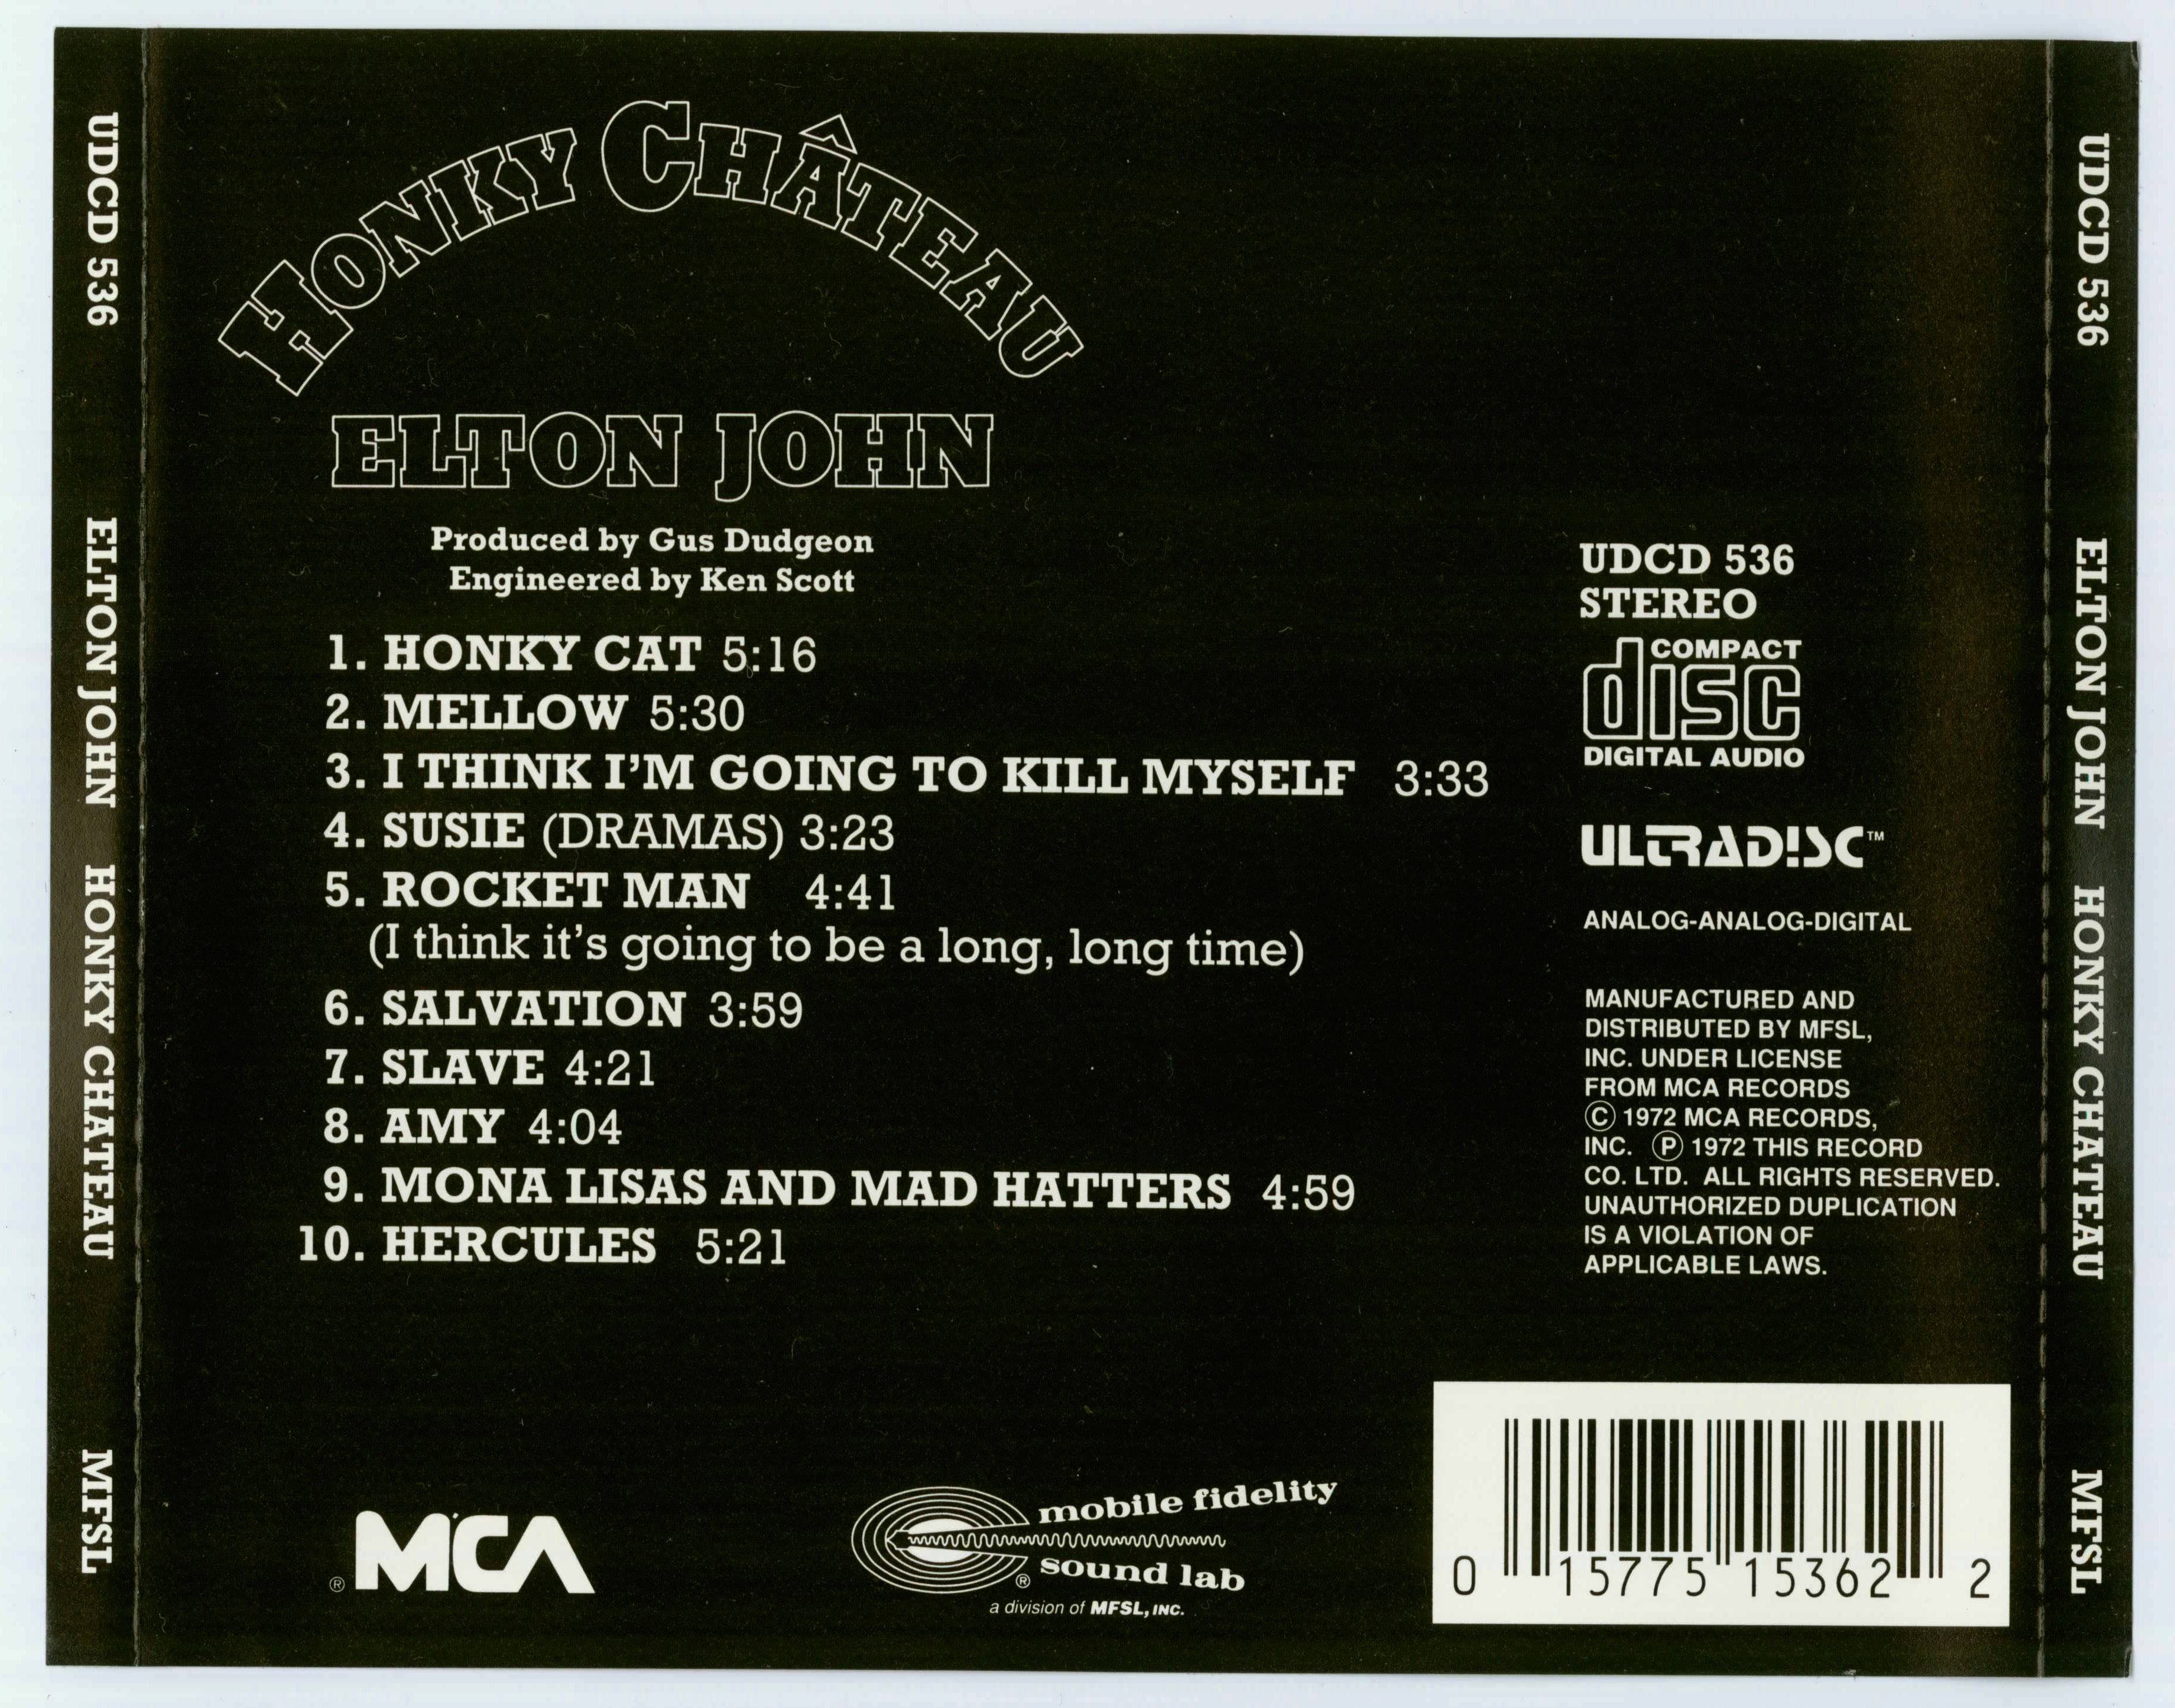 UDCD 536 ELTON JOHN HONKY CHATEAU MFSL
HONKY CHÂTEAU
ELTON JOHN
Produced by Gus Dudgeon
Engineered by Ken Scott
1. HONKY CAT 5:16
2. MELLOW 5:30
3. I THINK I'M GOING TO KILL MYSELF 3:33
4. SUSIE (DRAMAS) 3:23
5. ROCKET MAN 4:41
(I think it's going to be a long, long time)
6. SALVATION 3:59
7. SLAVE 4:21
8. AMY 4:04
9. MONA LISAS AND MAD HATTERS 4:59
10. HERCULES 5:21
UDCD 536
STEREO
COMPACT
disc
DIGITAL AUDIO
ULTRAD!SC™
ANALOG-ANALOG-DIGITAL
MANUFACTURED AND
DISTRIBUTED BY MFSL,
INC. UNDER LICENSE
FROM MCA RECORDS
Ⓒ 1972 MCA RECORDS,
INC. Ⓟ 1972 THIS RECORD
CO. LTD. ALL RIGHTS RESERVED.
UNAUTHORIZED DUPLICATION
IS A VIOLATION OF
APPLICABLE LAWS.
® MCA
mobile fidelity
® sound lab
a division of MFSL, INC.
0 15775 15362 2
UDCD 536 ELTON JOHN HONKY CHATEAU MFSL